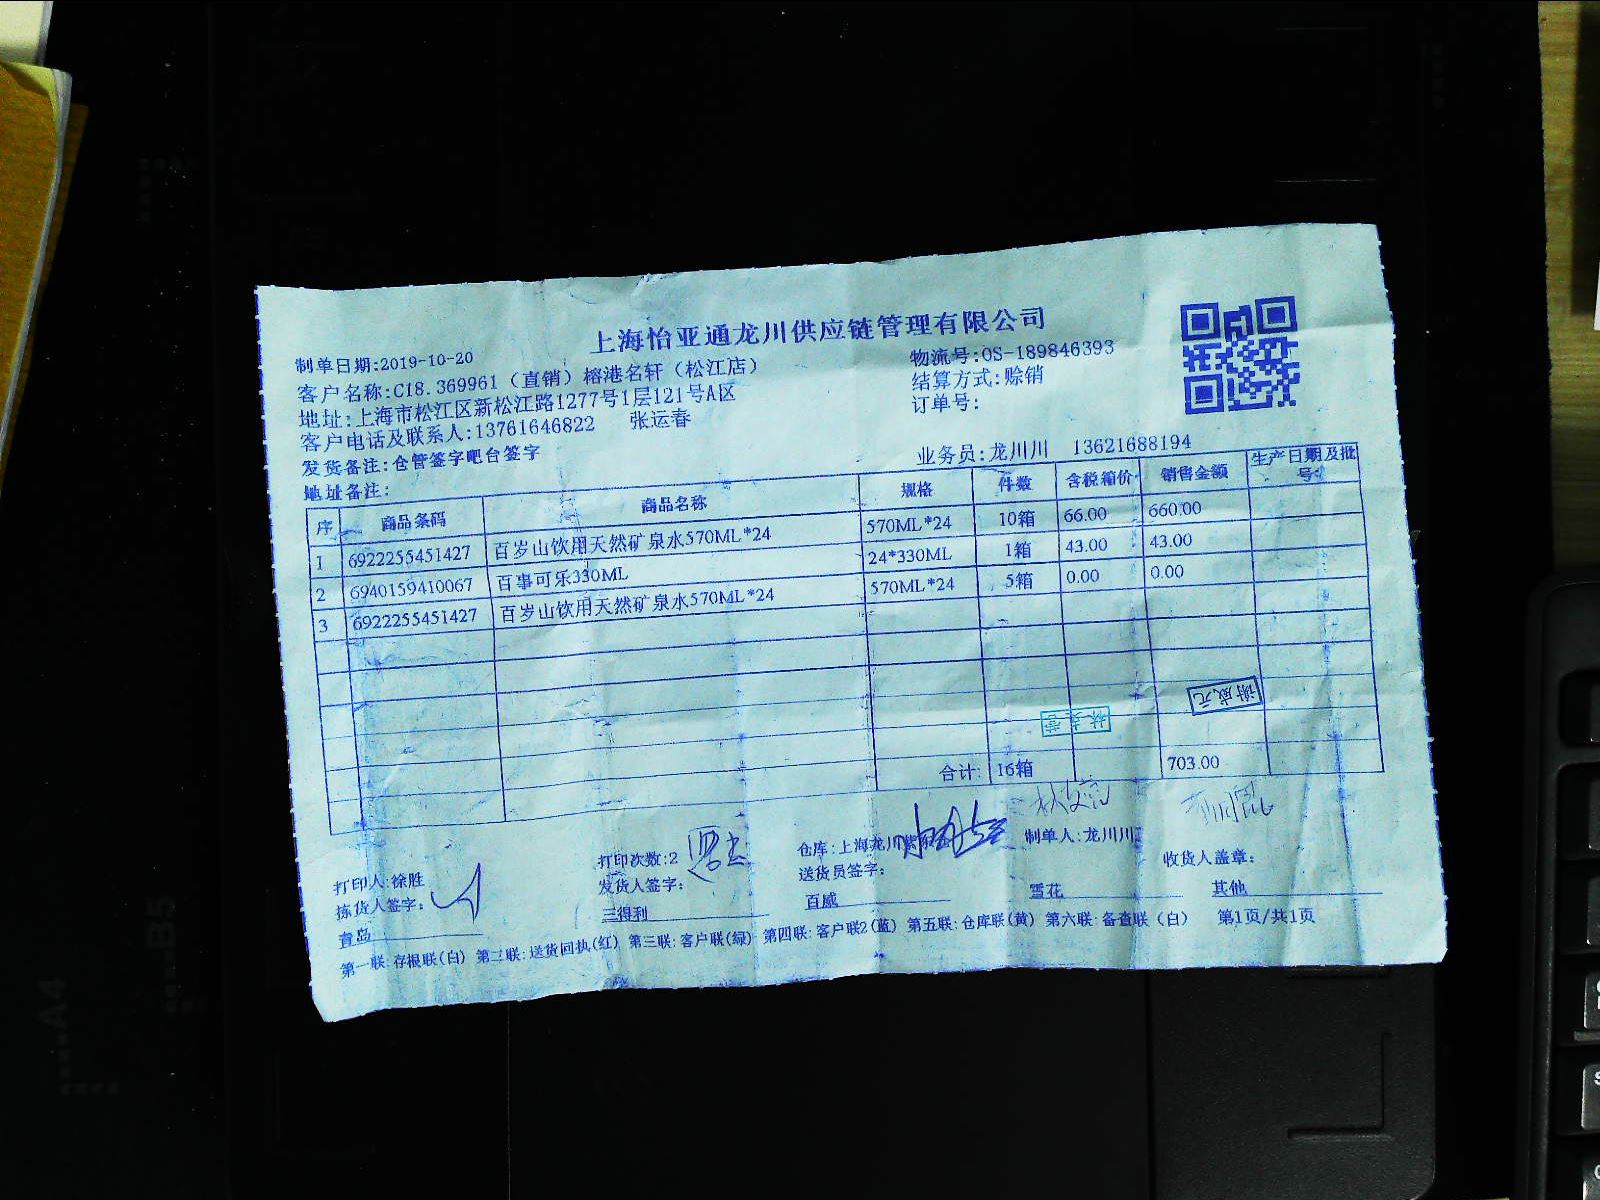 上海怡亚通龙川供应链管理有限公司
制单日期:2019-10-20
物流号:OS-189846393
客户名称:C18.369961（直销）榕港名轩（松江店）
结算方式:赊销
地址:上海市松江区新松江路1277号1层121号A区
订单号:
客户电话及联系人:13761646822 张运春
发货备注:仓管签字吧台签字
业务员:龙川川 13621688194
地址备注:
序 商品条码 商品名称 规格 件数 含税箱价 销售金额 生产日期及批号:
1 6922255451427 百岁山饮用天然矿泉水570ML*24 570ML*24 10箱 66.00 660.00
2 6940159410067 百事可乐330ML 24*330ML 1箱 43.00 43.00
3 6922255451427 百岁山饮用天然矿泉水570ML*24 570ML*24 5箱 0.00 0.00
谢成元
合计: 16箱 703.00
打印人:徐胜 打印次数:2 仓库:上海龙川 制单人:龙川川
拣货人签字: 发货人签字: 送货员签字: 收货人盖章:
青岛 三得利 百威 雪花 其他
第一联:存根联(白) 第二联:送货回执(红) 第三联:客户联(绿) 第四联:客户联2(蓝) 第五联:仓库联(黄) 第六联:备查联（白） 第1页/共1页